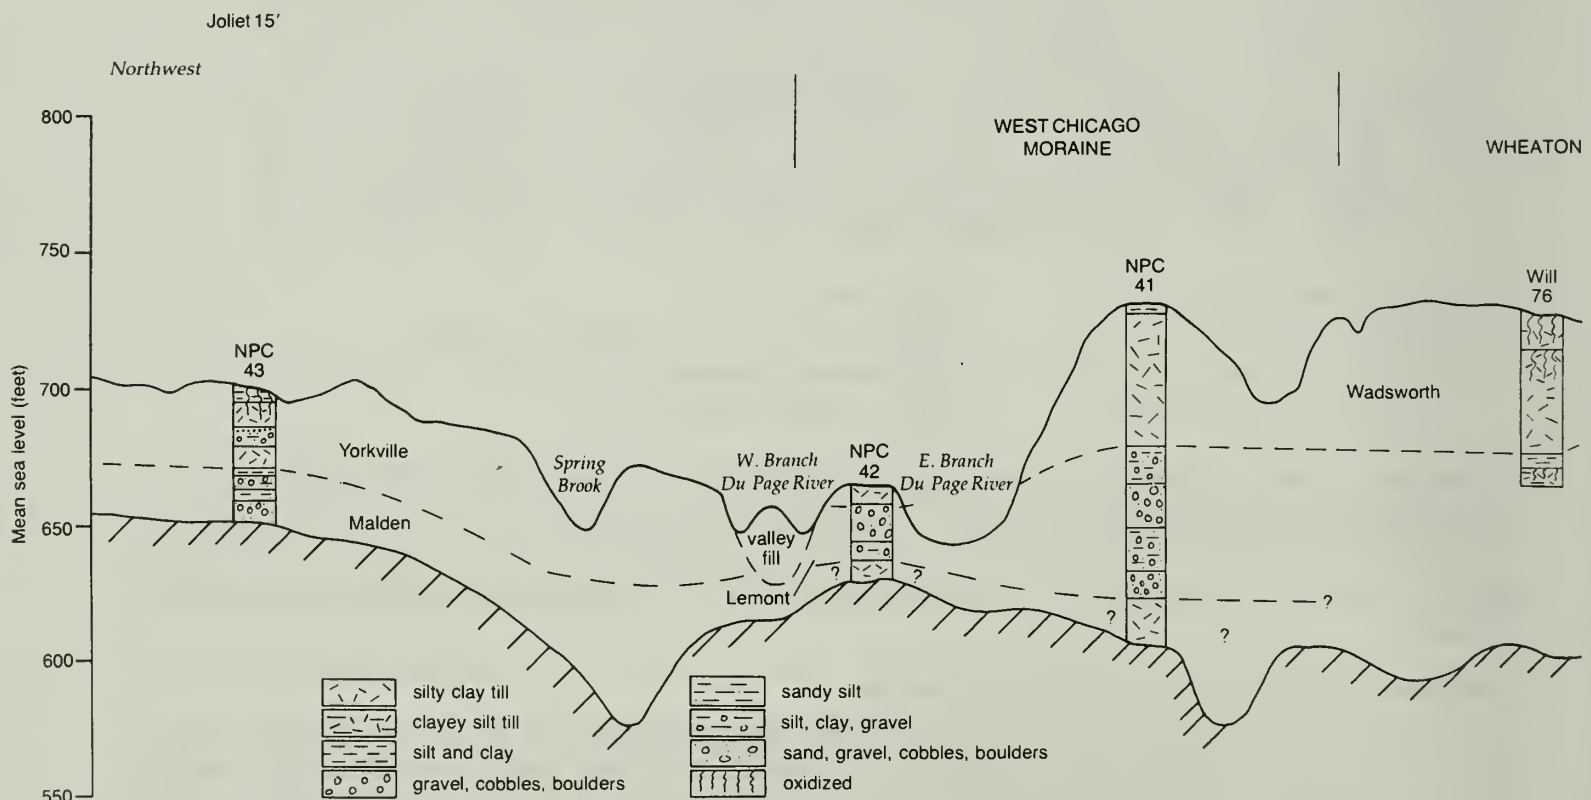 Joliet 15′
Northwest
WEST CHICAGO
MORAINE
WHEATON
800
750
700
650
600
550
Mean sea level (feet)
NPC
43
NPC
42
NPC
41
Will
76
Yorkville
Malden
Spring
Brook
W. Branch
Du Page River
E. Branch
Du Page River
valley
fill
Lemont
Wadsworth
?
?
?
?
?
silty clay till
clayey silt till
silt and clay
gravel, cobbles, boulders
sandy silt
silt, clay, gravel
sand, gravel, cobbles, boulders
oxidized